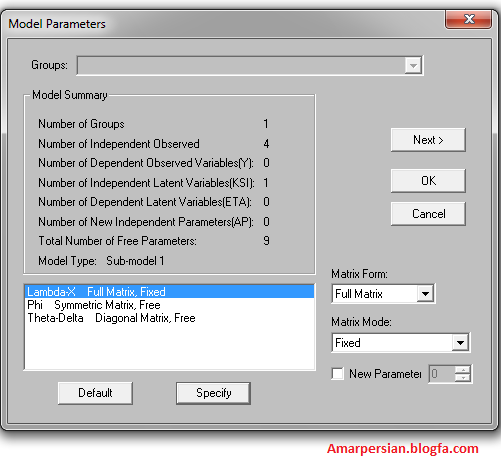 Model Parameters
Groups:
Model Summary
Number of Groups 1
Number of Independent Observed 4
Number of Dependent Observed Variables(Y): 0
Number of Independent Latent Variables(KSI): 1
Number of Dependent Latent Variables(ETA): 0
Number of New Independent Parameters(AP): 0
Total Number of Free Parameters: 9
Model Type: Sub-model 1
Next >
OK
Cancel
Lambda-X Full Matrix, Fixed
Phi Symmetric Matrix, Free
Theta-Delta Diagonal Matrix, Free
Matrix Form:
Full Matrix
Matrix Mode:
Fixed
New Parameter 0
Default
Specify
Amarpersian.blogfa.com